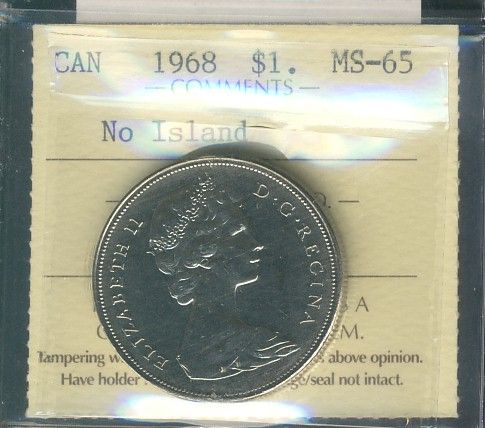 CAN 1968 $1. MS-65
COMMENTS
No Island
ELIZABETH II D·G·REGINA
A
M.
Tampering above opinion.
Have holder seal not intact.